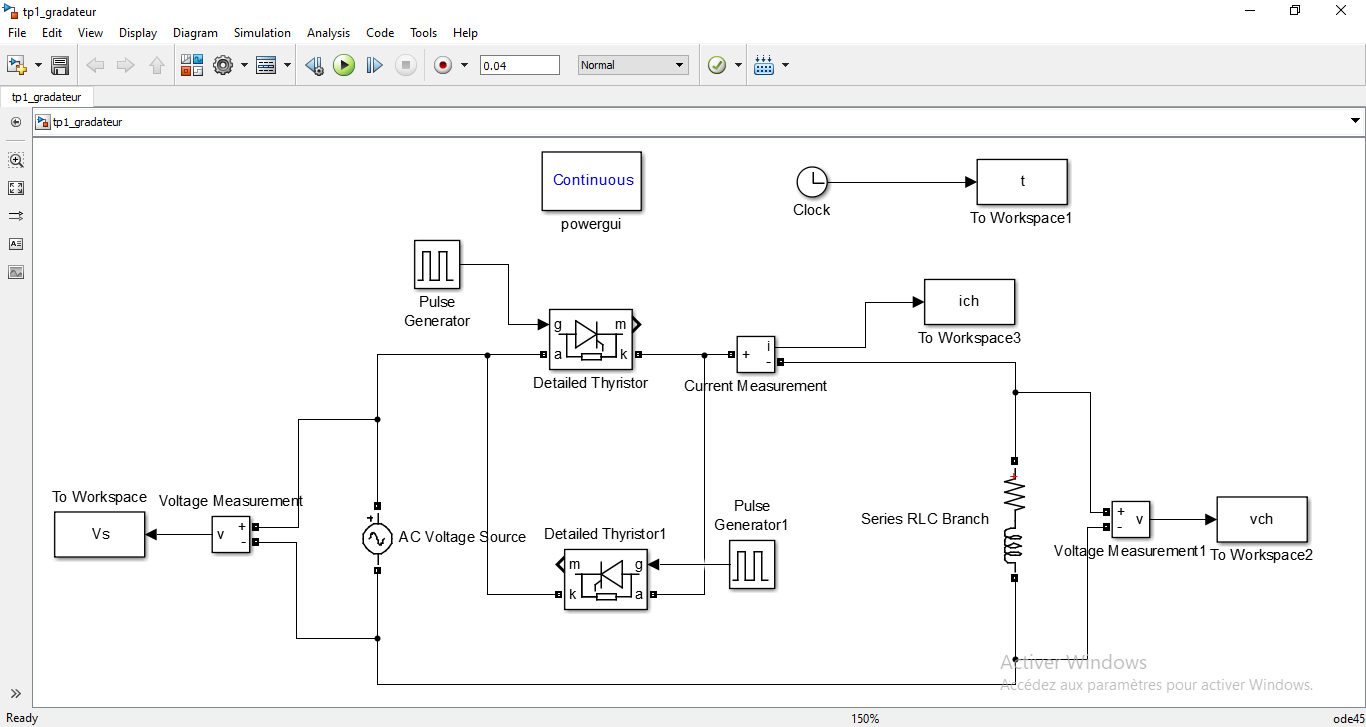 tp1_gradateur
File Edit View Display Diagram Simulation Analysis Code Tools Help
0.04
Normal
tp1_gradateur
tp1_gradateur
Continuous
powergui
Clock
t
To Workspace1
Pulse
Generator
g
m
a
k
Detailed Thyristor
+
i
-
Current Measurement
ich
To Workspace3
To Workspace
Vs
Voltage Measurement
v
+
-
+
AC Voltage Source
Detailed Thyristor1
m
g
k
a
Pulse
Generator1
+
Series RLC Branch
+
-
v
Voltage Measurement1
vch
To Workspace2
Activer Windows
Accédez aux paramètres pour activer Windows.
Ready
150%
ode45